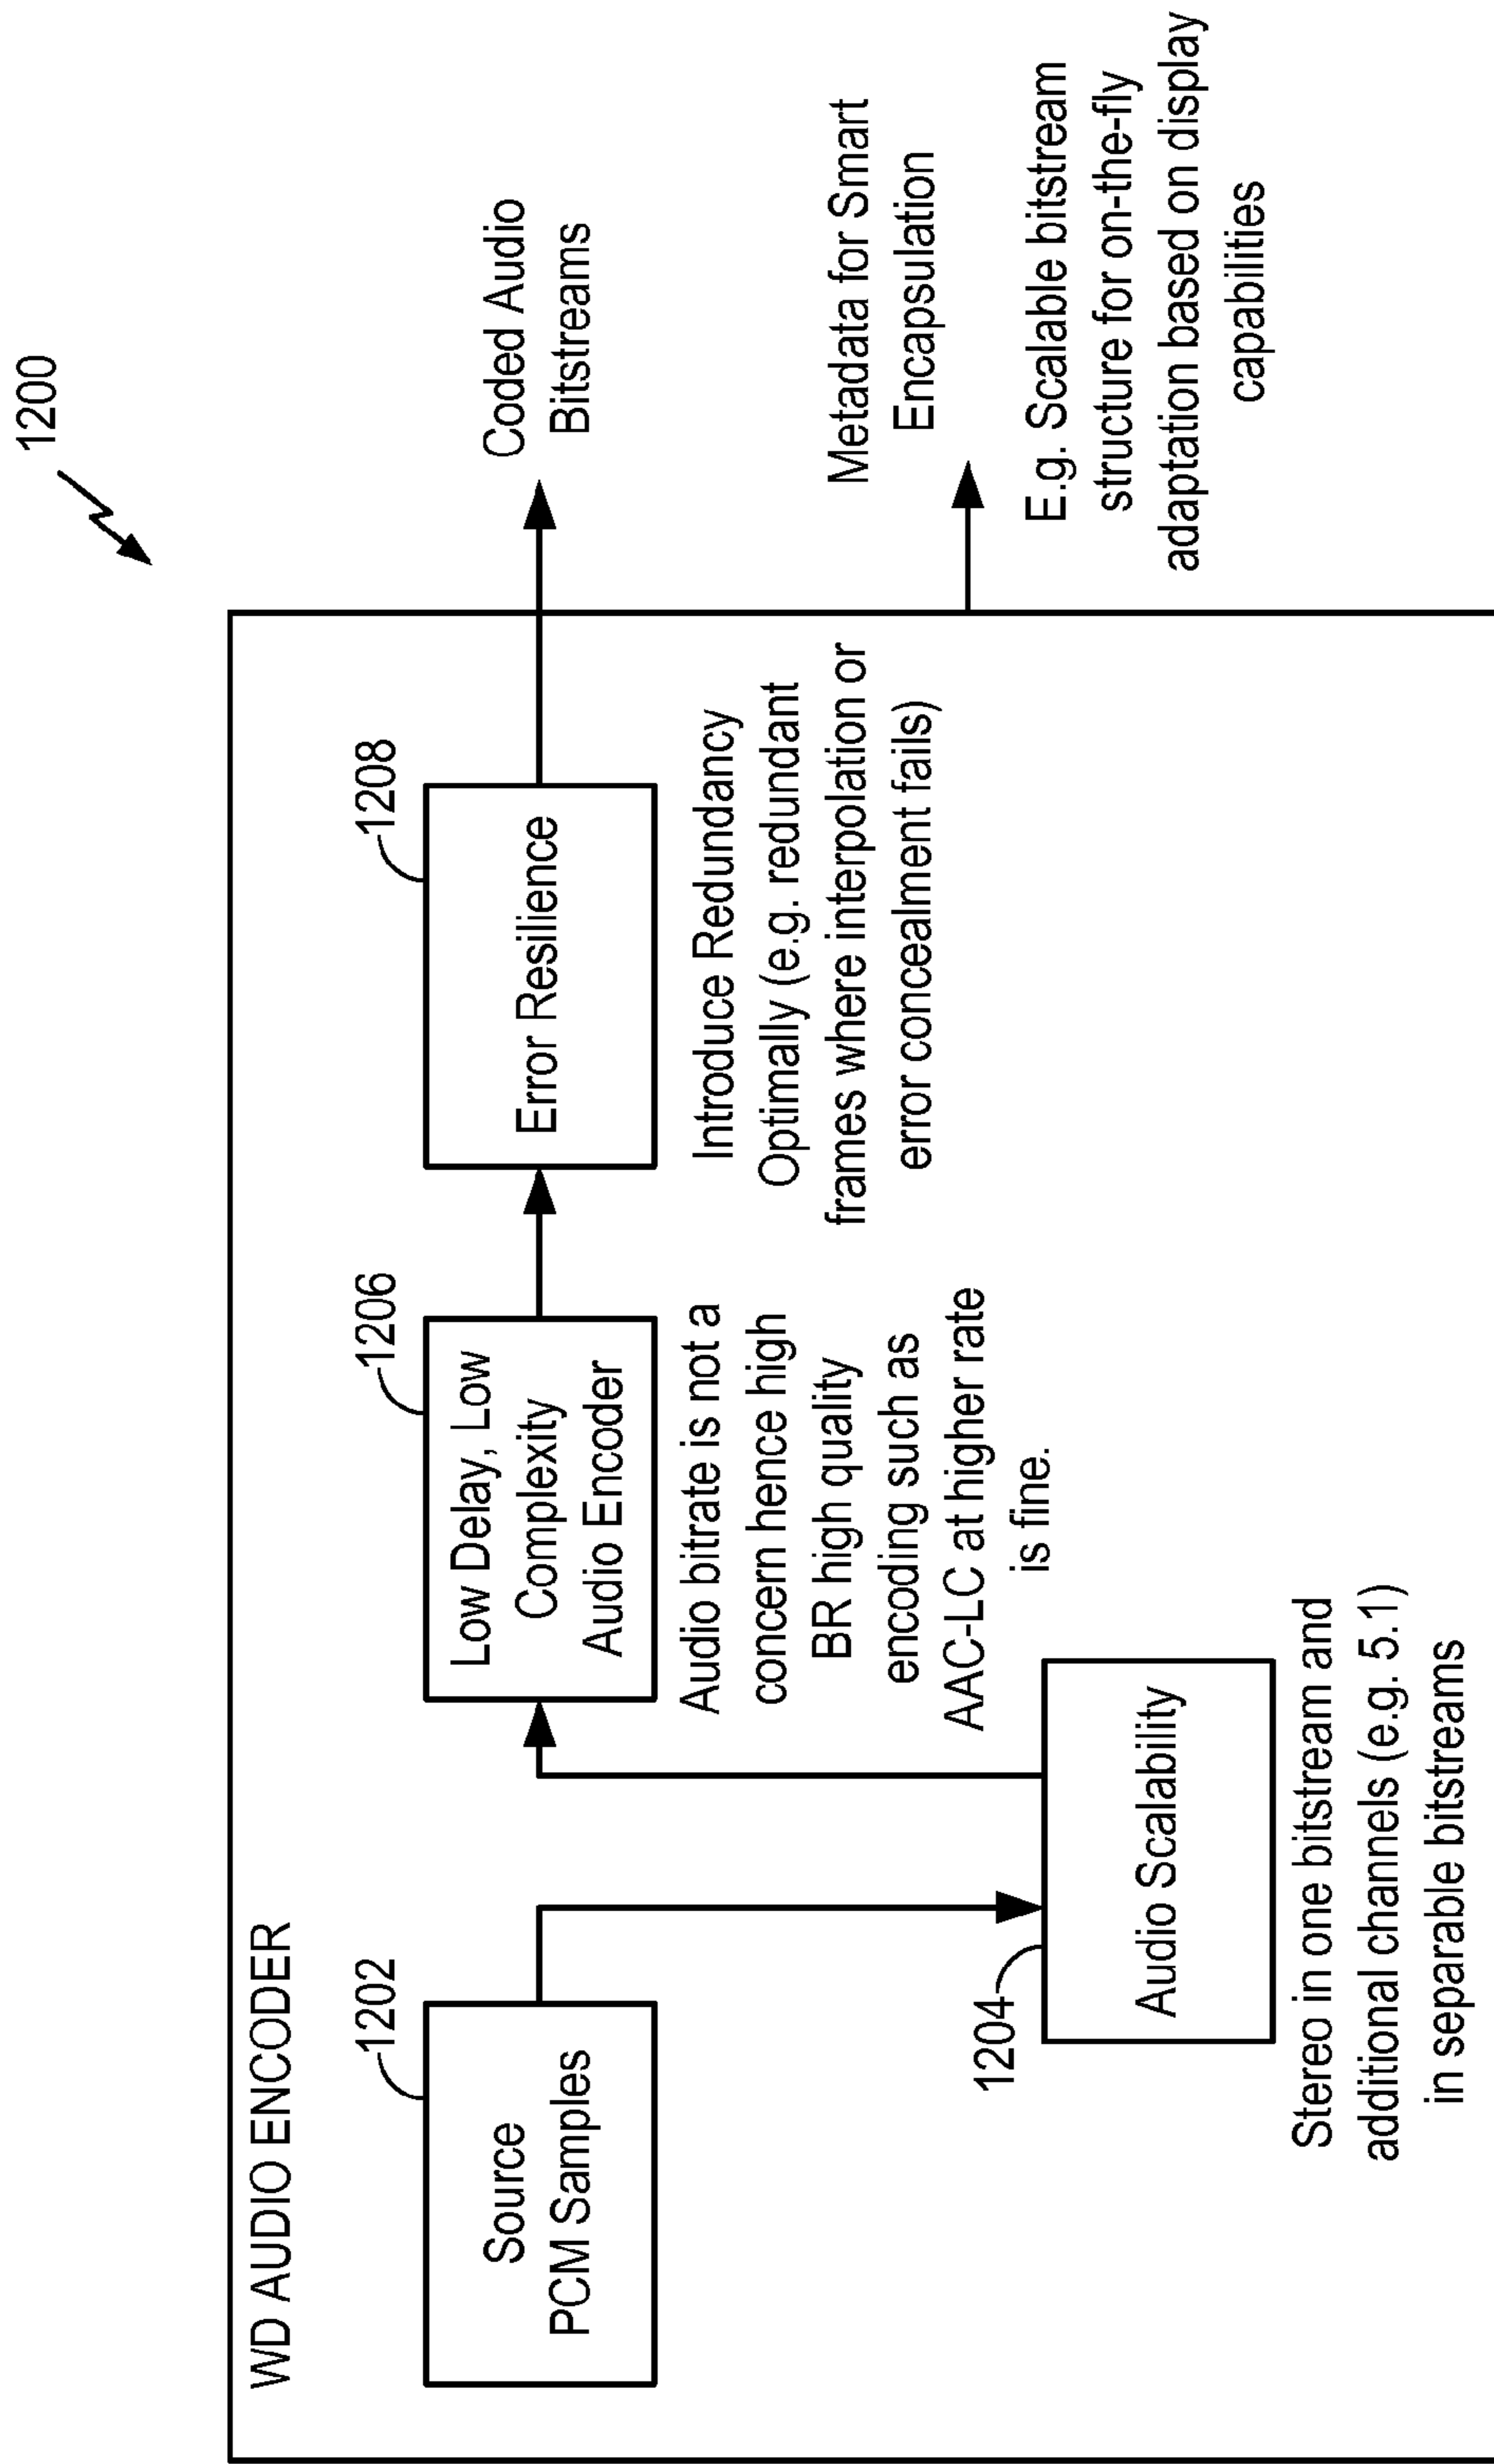 1200
WD AUDIO ENCODER
1202
Source
PCM Samples
1204
Audio Scalability
Stereo in one bitstream and
additional channels (e.g. 5.1)
in separable bitstreams
1206
Low Delay, Low
Complexity
Audio Encoder
Audio bitrate is not a
concern hence high
BR high quality
encoding such as
AAC-LC at higher rate
is fine.
1208
Error Resilience
Introduce Redundancy
Optimally (e.g. redundant
frames where interpolation or
error concealment fails)
Coded Audio
Bitstreams
Metadata for Smart
Encapsulation
E.g. Scalable bitstream
structure for on-the-fly
adaptation based on display
capabilities